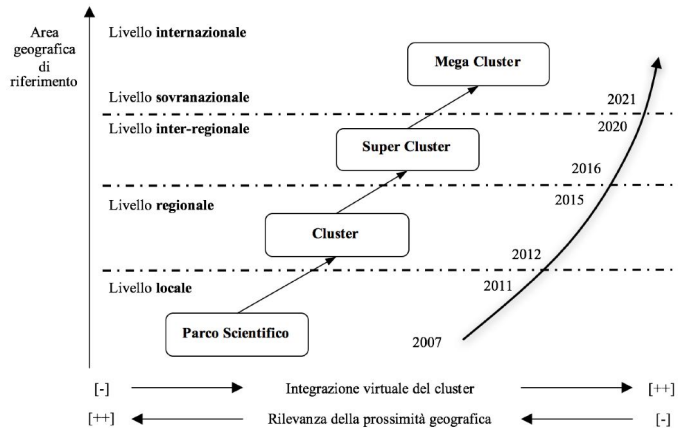 Area
geografica
di
riferimento
Livello internazionale
Mega Cluster
Livello sovranazionale
2021
Livello inter-regionale
2020
Super Cluster
2016
Livello regionale
2015
Cluster
2012
Livello locale
2011
Parco Scientifico
2007
[-] Integrazione virtuale del cluster [++]
[++] Rilevanza della prossimità geografica [-]